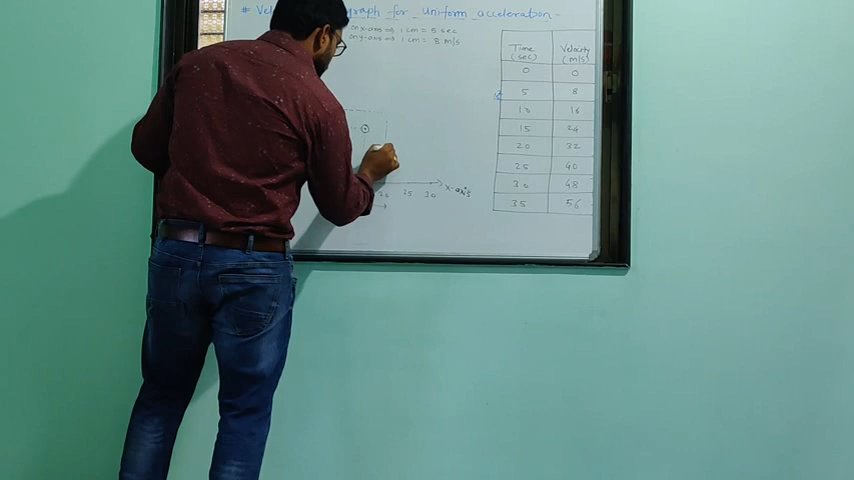 # Vel graph for uniform acceleration -
on x-axis ⇒ 1 cm = 5 sec
on y-axis ⇒ 1 cm = 8 m/s
Time (sec) Velocity (m/s)
0 0
5 8
10 16
15 24
20 32
25 40
30 48
35 56
25 30 X-axis